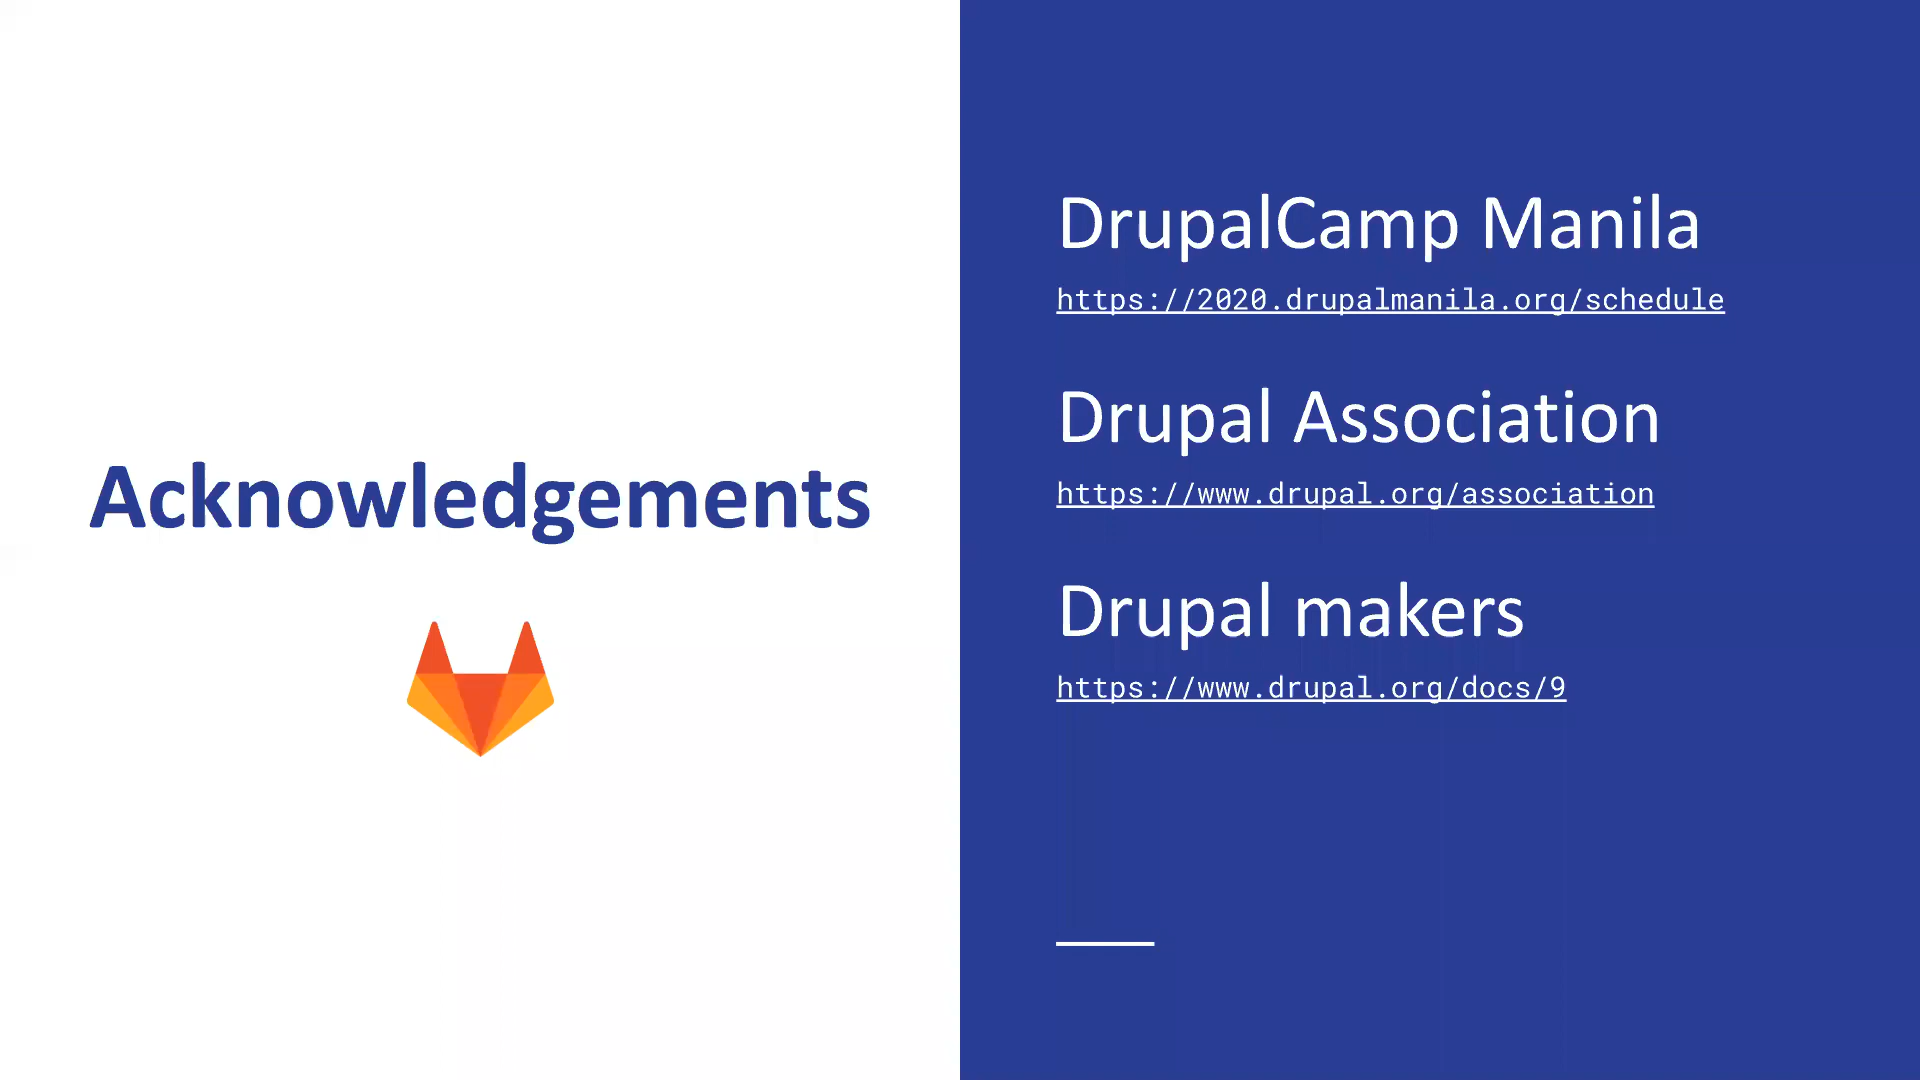 Acknowledgements
DrupalCamp Manila
https://2020.drupalmanila.org/schedule
Drupal Association
https://www.drupal.org/association
Drupal makers
https://www.drupal.org/docs/9